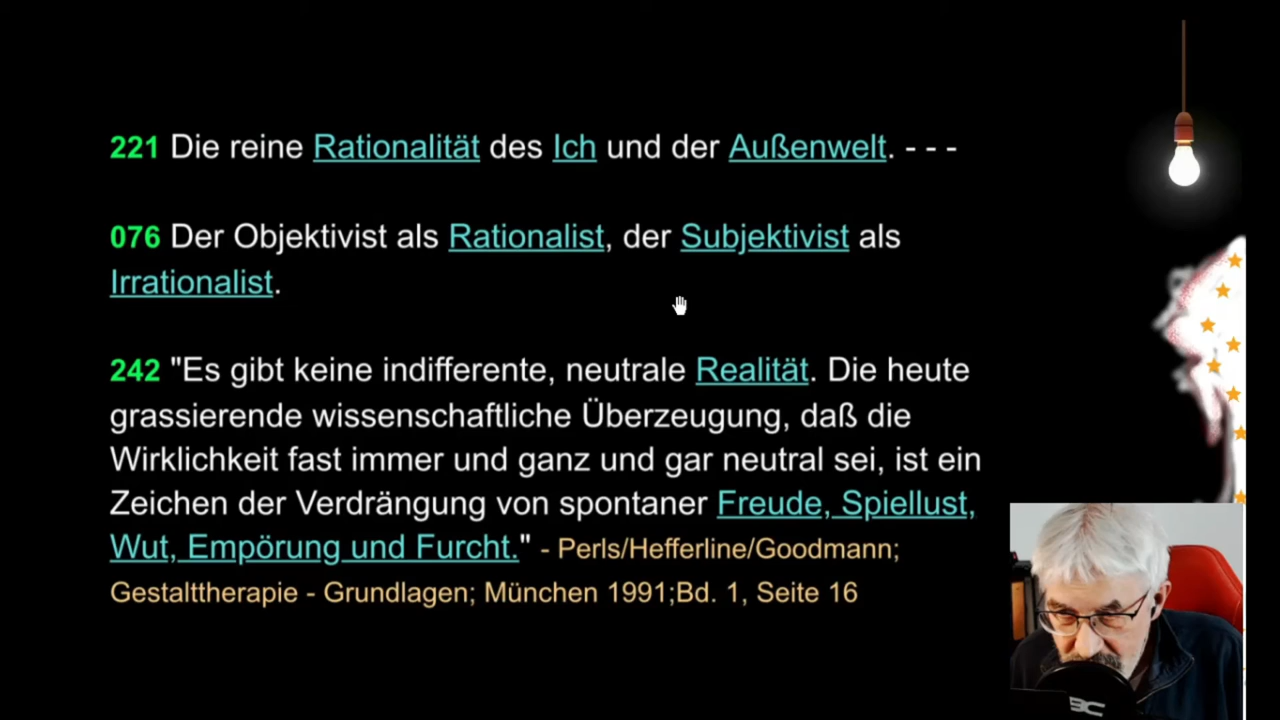 221 Die reine Rationalität des Ich und der Außenwelt. - - -
076 Der Objektivist als Rationalist, der Subjektivist als
Irrationalist.
242 "Es gibt keine indifferente, neutrale Realität. Die heute
grassierende wissenschaftliche Überzeugung, daß die
Wirklichkeit fast immer und ganz und gar neutral sei, ist ein
Zeichen der Verdrängung von spontaner Freude, Spiellust,
Wut, Empörung und Furcht." - Perls/Hefferline/Goodmann;
Gestalttherapie - Grundlagen; München 1991;Bd. 1, Seite 16